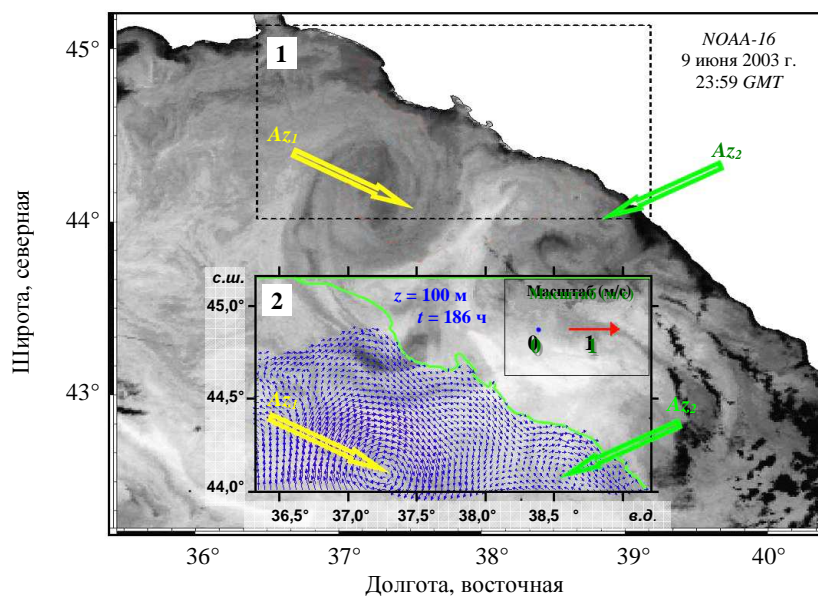 45°
44°
43°
Широта, северная
1
NOAA-16
9 июня 2003 г.
23:59 GMT
Az1
Az2
с.ш.
45,0°
44,5°
44,0°
2
z = 100 м
t = 186 ч
Масштаб (м/с)
0
1
Az1
Az2
36,5° 37,0° 37,5° 38,0° 38,5 ° в.д.
36° 37° 38° 39° 40°
Долгота, восточная